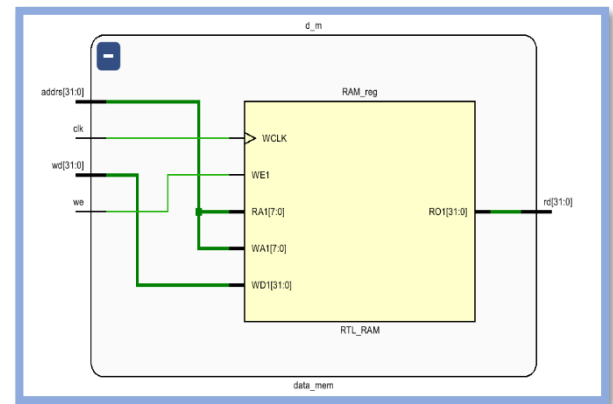 d_m
addrs[31:0]
RAM_reg
clk
WCLK
wd[31:0]
WE1
we
RA1[7:0]
RO1[31:0]
rd[31:0]
WA1[7:0]
WD1[31:0]
RTL_RAM
data_mem